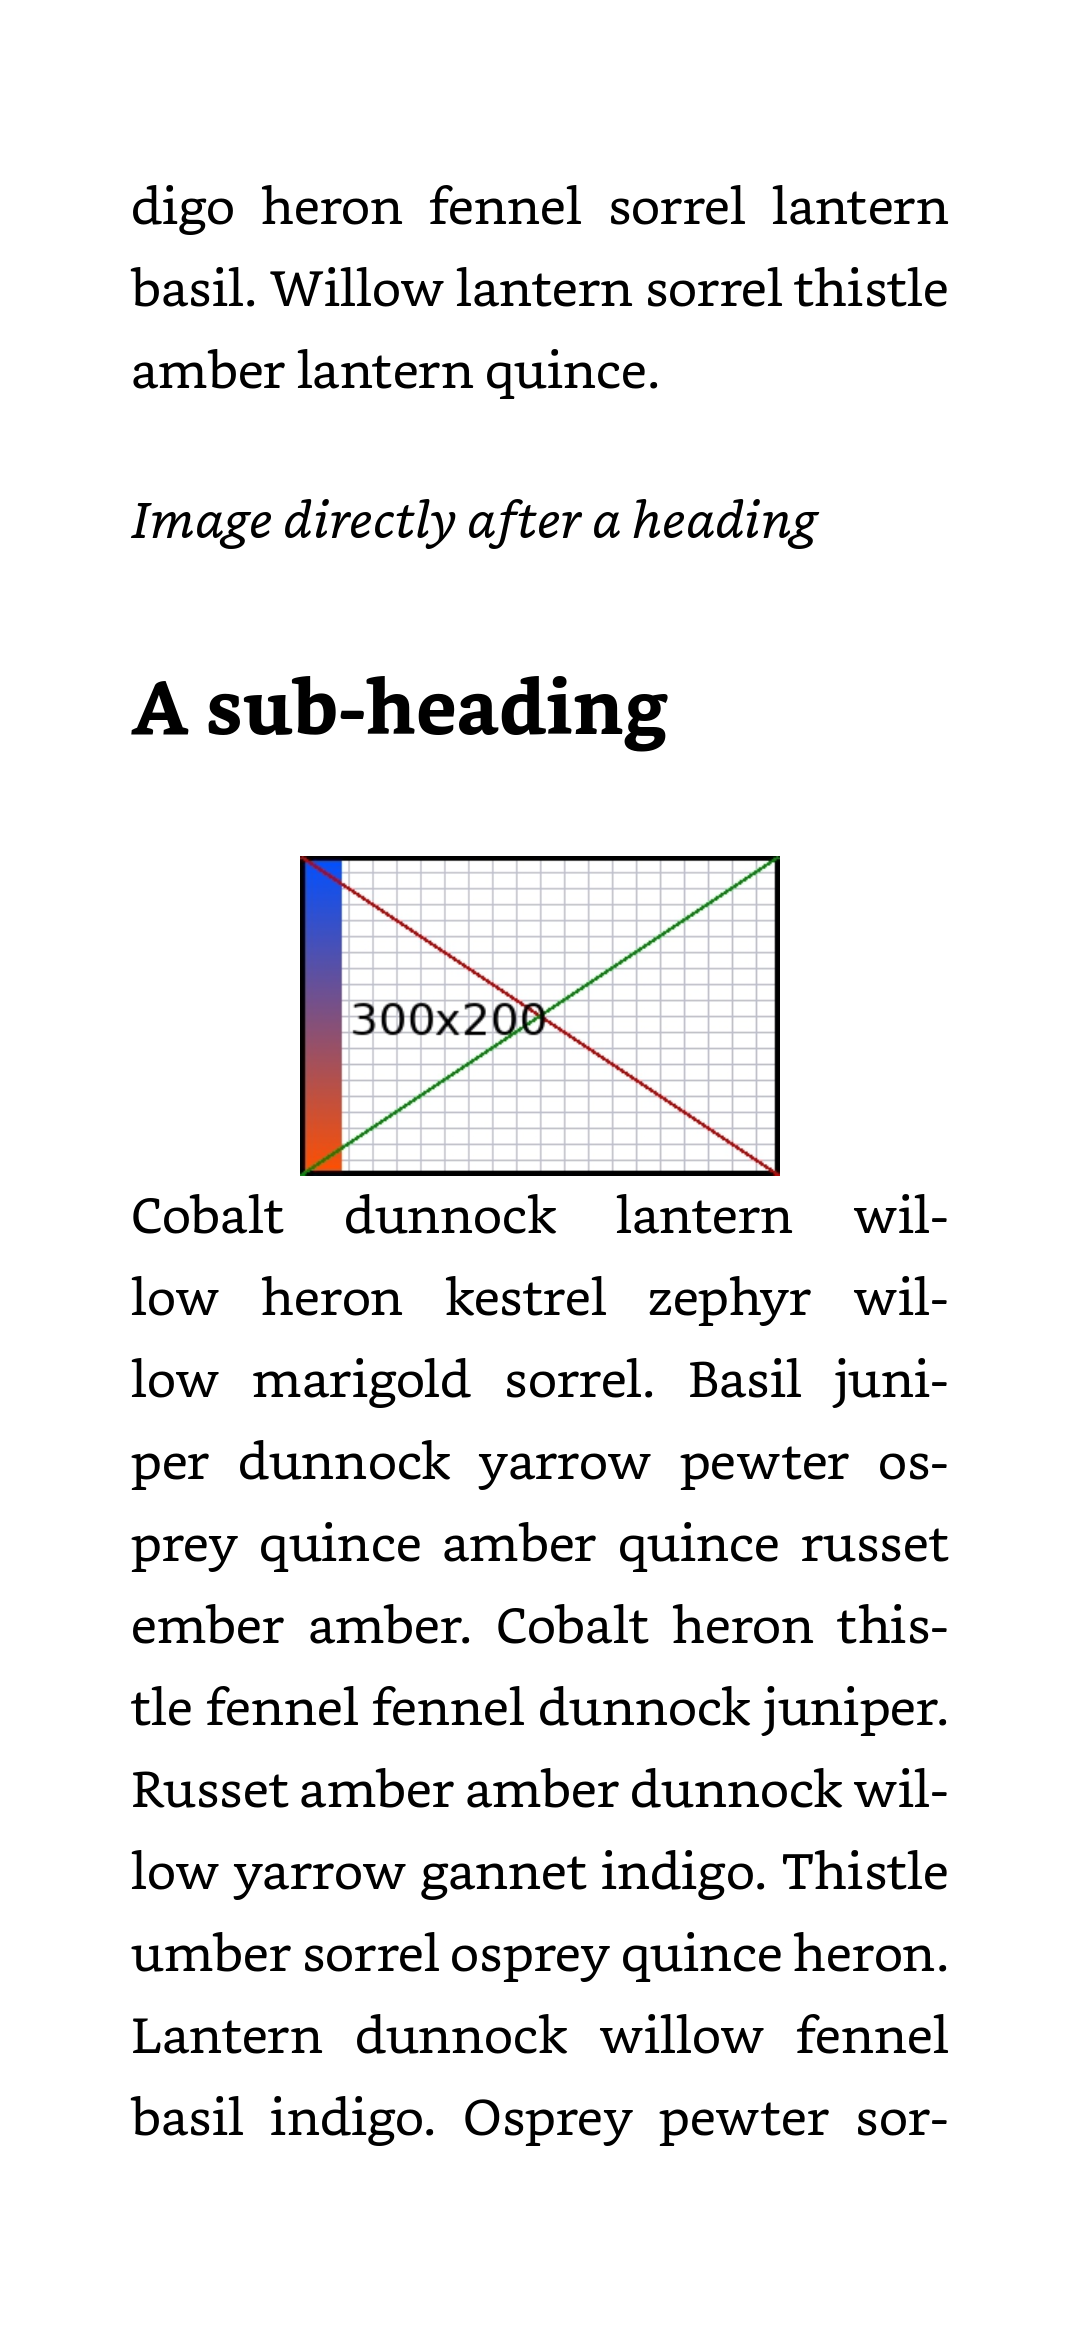 digo heron fennel sorrel lantern
basil. Willow lantern sorrel thistle
amber lantern quince.
Image directly after a heading
A sub-heading
300x200
Cobalt dunnock lantern wil-
low heron kestrel zephyr wil-
low marigold sorrel. Basil juni-
per dunnock yarrow pewter os-
prey quince amber quince russet
ember amber. Cobalt heron this-
tle fennel fennel dunnock juniper.
Russet amber amber dunnock wil-
low yarrow gannet indigo. Thistle
umber sorrel osprey quince heron.
Lantern dunnock willow fennel
basil indigo. Osprey pewter sor-